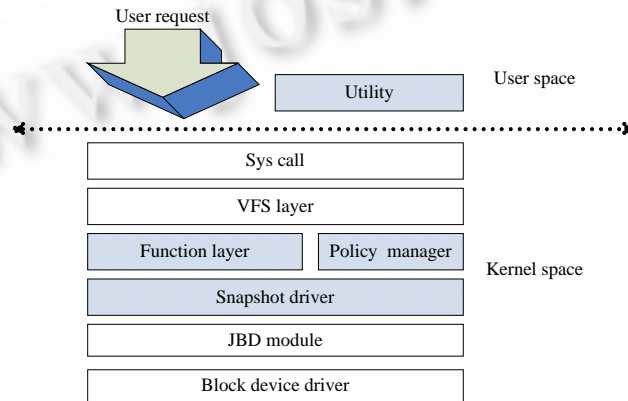 User request
Utility
User space
Sys call
VFS layer
Function layer
Policy manager
Kernel space
Snapshot driver
JBD module
Block device driver